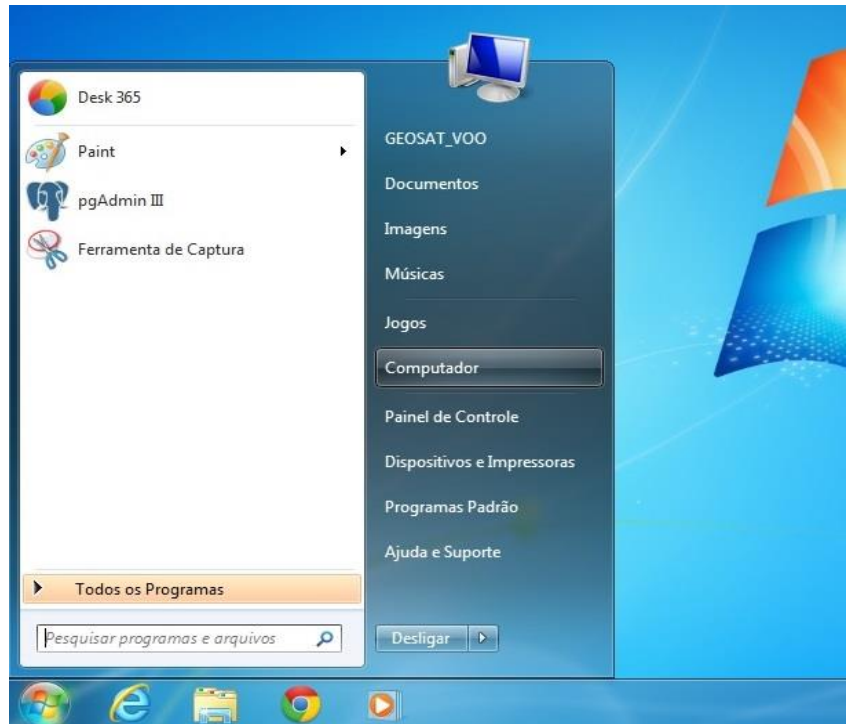 Desk 365
Paint
pgAdmin III
Ferramenta de Captura
Todos os Programas
Pesquisar programas e arquivos
GEOSAT_VOO
Documentos
Imagens
Músicas
Jogos
Computador
Painel de Controle
Dispositivos e Impressoras
Programas Padrão
Ajuda e Suporte
Desligar